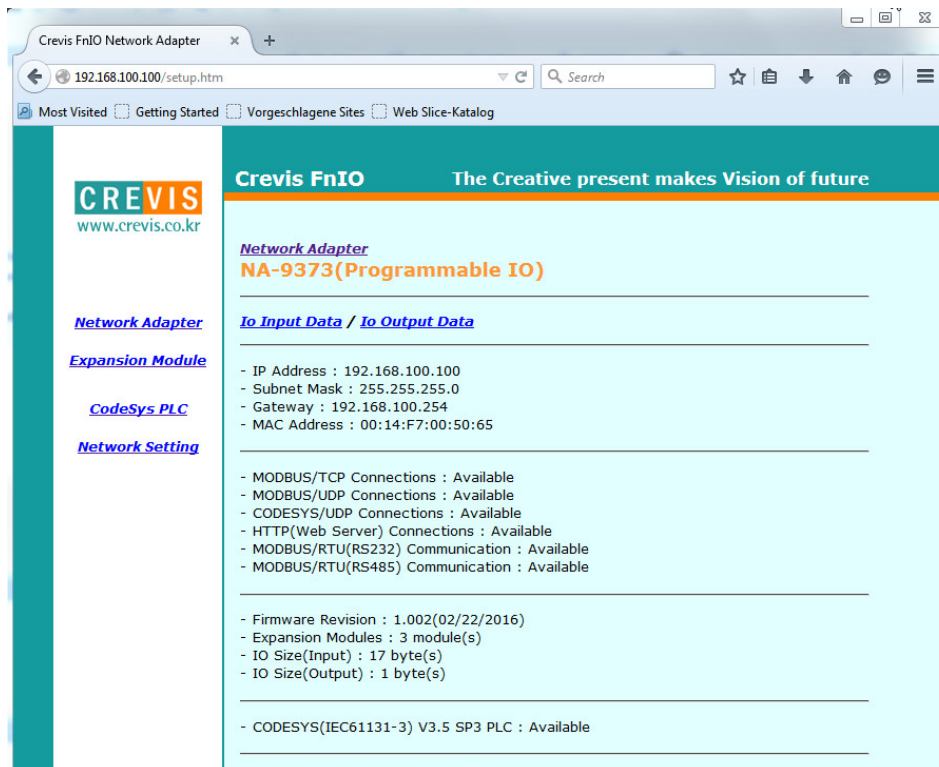 Crevis FnIO Network Adapter
192.168.100.100/setup.htm
Search
Most Visited Getting Started Vorgeschlagene Sites Web Slice-Katalog
CREVIS
www.crevis.co.kr
Network Adapter
Expansion Module
CodeSys PLC
Network Setting
Crevis FnIO The Creative present makes Vision of future
Network Adapter
NA-9373(Programmable IO)
Io Input Data / Io Output Data
- IP Address : 192.168.100.100
- Subnet Mask : 255.255.255.0
- Gateway : 192.168.100.254
- MAC Address : 00:14:F7:00:50:65
- MODBUS/TCP Connections : Available
- MODBUS/UDP Connections : Available
- CODESYS/UDP Connections : Available
- HTTP(Web Server) Connections : Available
- MODBUS/RTU(RS232) Communication : Available
- MODBUS/RTU(RS485) Communication : Available
- Firmware Revision : 1.002(02/22/2016)
- Expansion Modules : 3 module(s)
- IO Size(Input) : 17 byte(s)
- IO Size(Output) : 1 byte(s)
- CODESYS(IEC61131-3) V3.5 SP3 PLC : Available